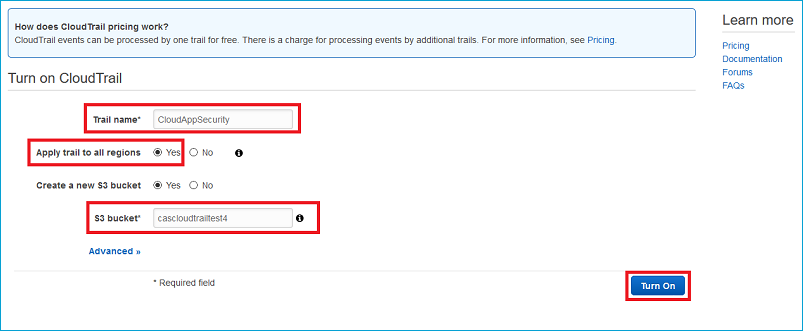 How does CloudTrail pricing work?
CloudTrail events can be processed by one trail for free. There is a charge for processing events by additional trails. For more information, see Pricing.
Learn more
Pricing
Documentation
Forums
FAQs
Turn on CloudTrail
Trail name* CloudAppSecurity
Apply trail to all regions Yes No
Create a new S3 bucket Yes No
S3 bucket* cascloudtrailtest4
Advanced »
* Required field
Turn On